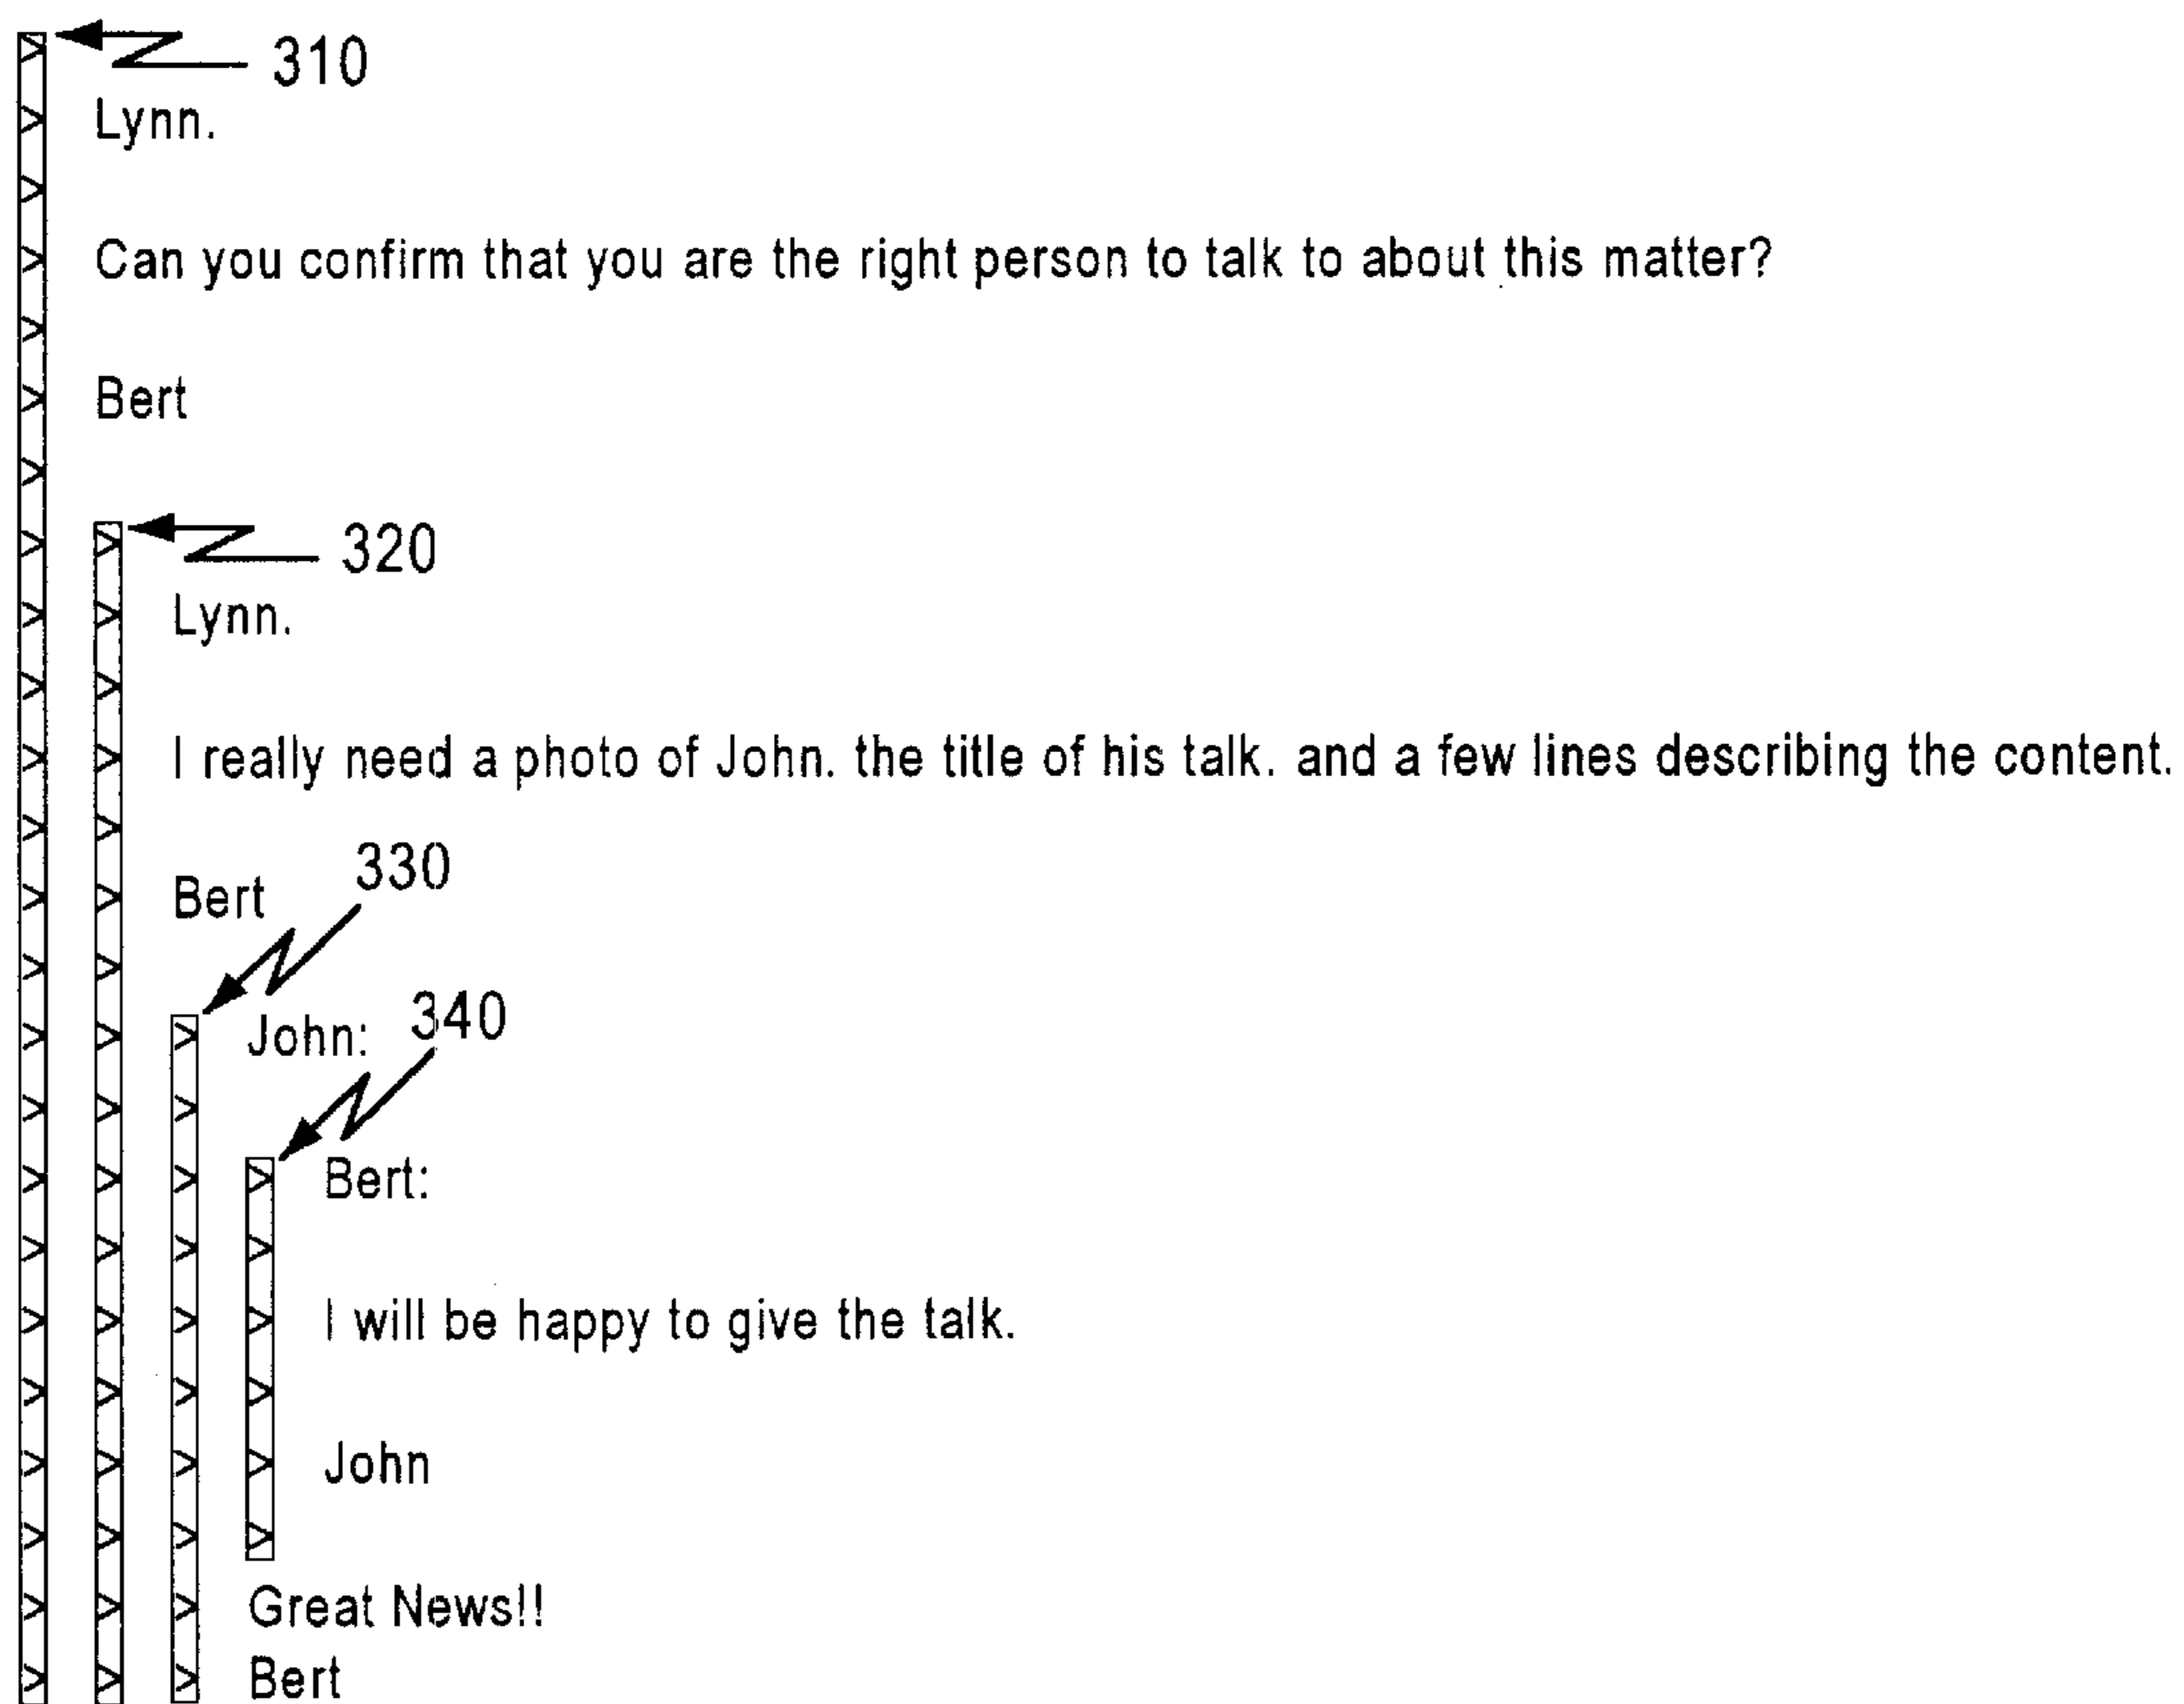 > 310
> Lynn.
>
> Can you confirm that you are the right person to talk to about this matter?
>
> Bert
>
> > 320
> > Lynn.
> >
> > I really need a photo of John. the title of his talk. and a few lines describing the content.
> >
330
> > Bert
> >
> > > John: 340
> > >
> > > > Bert:
> > > >
> > > > I will be happy to give the talk.
> > > >
> > > > John
> > > >
> > > Great News!!
> > > Bert